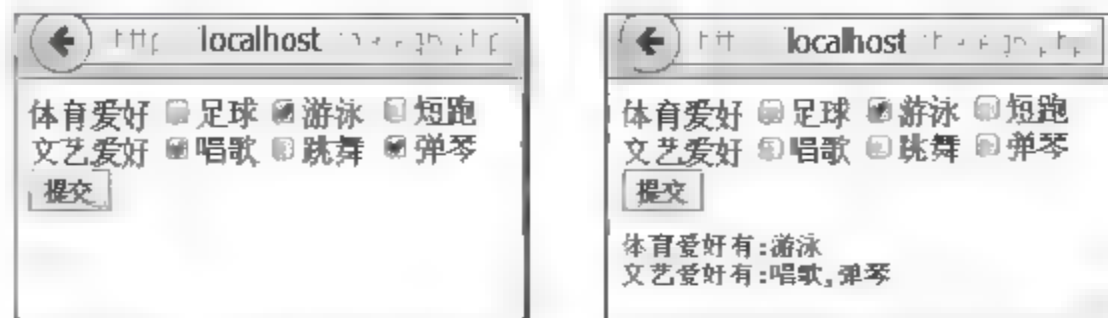 localhost
体育爱好 足球 游泳 短跑
文艺爱好 唱歌 跳舞 弹琴
提交
localhost
体育爱好 足球 游泳 短跑
文艺爱好 唱歌 跳舞 弹琴
提交
体育爱好有:游泳
文艺爱好有:唱歌,弹琴